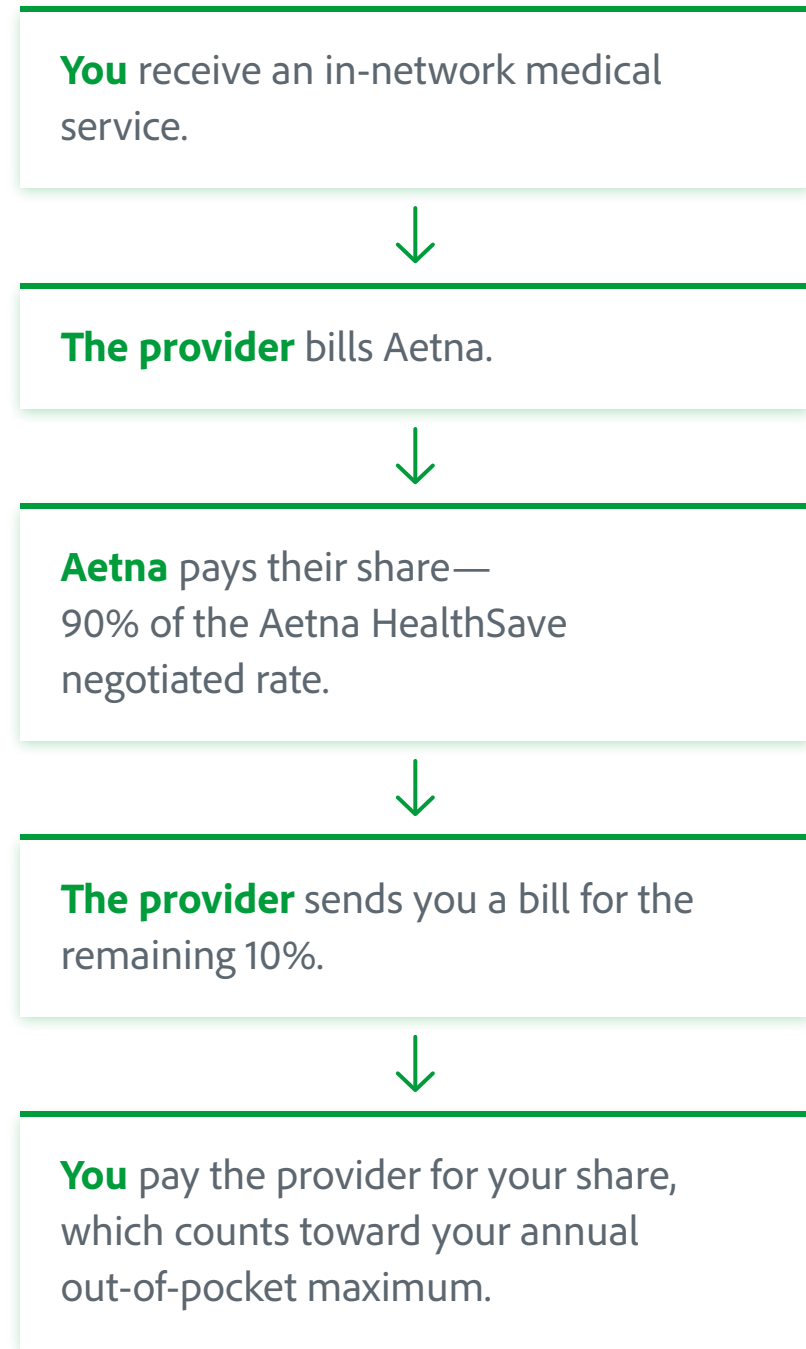 You receive an in-network medical
service.
The provider bills Aetna.
Aetna pays their share—
90% of the Aetna HealthSave
negotiated rate.
The provider sends you a bill for the
remaining 10%.
You pay the provider for your share,
which counts toward your annual
out-of-pocket maximum.